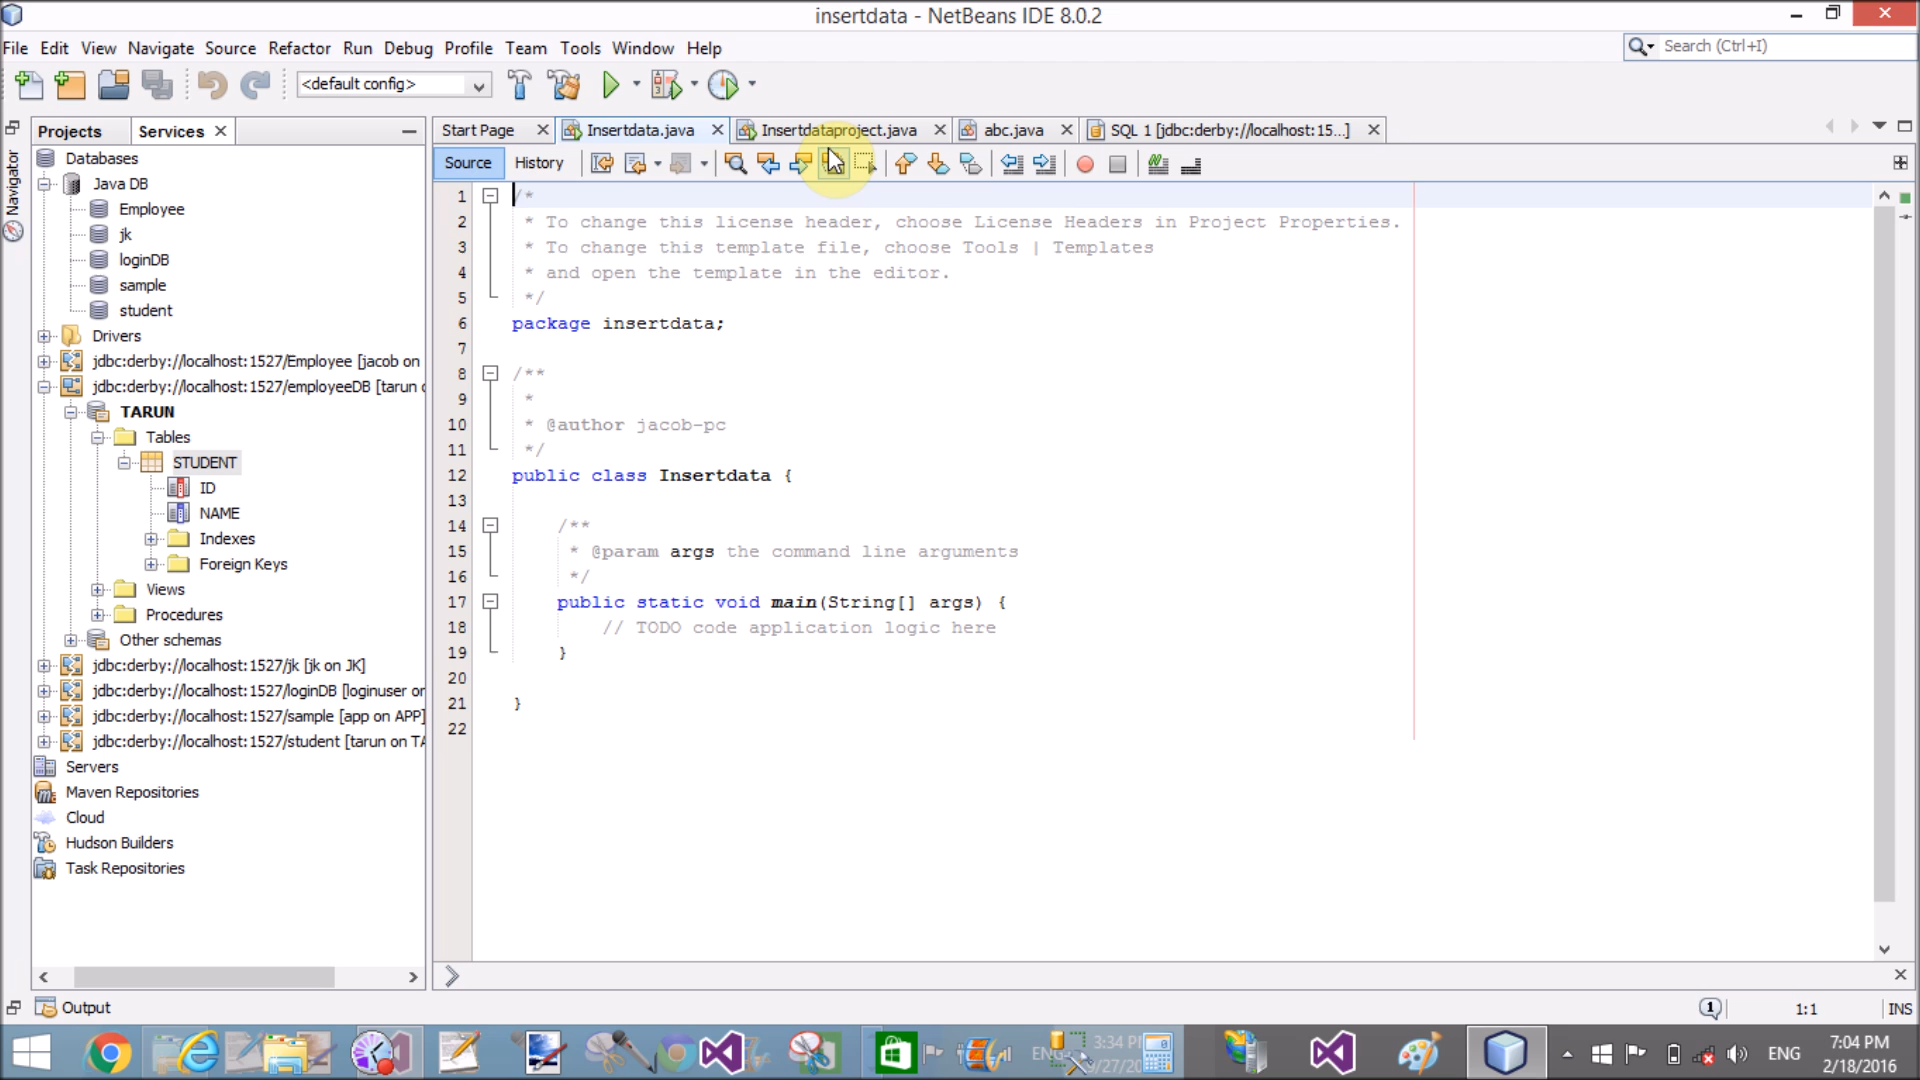 insertdata - NetBeans IDE 8.0.2
File Edit View Navigate Source Refactor Run Debug Profile Team Tools Window Help
Search (Ctrl+I)
<default config>
Projects Services
Start Page Insertdata.java Insertdataproject.java abc.java SQL 1 [jdbc:derby://localhost:15...]
Source History
Navigator
Databases
Java DB
Employee
jk
loginDB
sample
student
Drivers
jdbc:derby://localhost:1527/Employee [jacob on
jdbc:derby://localhost:1527/employeeDB [tarun o
TARUN
Tables
STUDENT
ID
NAME
Indexes
Foreign Keys
Views
Procedures
Other schemas
jdbc:derby://localhost:1527/jk [jk on JK]
jdbc:derby://localhost:1527/loginDB [loginuser on
jdbc:derby://localhost:1527/sample [app on APP]
jdbc:derby://localhost:1527/student [tarun on TA
Servers
Maven Repositories
Cloud
Hudson Builders
Task Repositories
1 /*
2 * To change this license header, choose License Headers in Project Properties.
3 * To change this template file, choose Tools | Templates
4 * and open the template in the editor.
5 */
6 package insertdata;
7
8 /**
9 *
10 * @author jacob-pc
11 */
12 public class Insertdata {
13
14 /**
15 * @param args the command line arguments
16 */
17 public static void main(String[] args) {
18 // TODO code application logic here
19 }
20
21 }
22
Output
1 1:1 INS
ENG 3:34 P
ENG 7:04 PM
2/18/2016